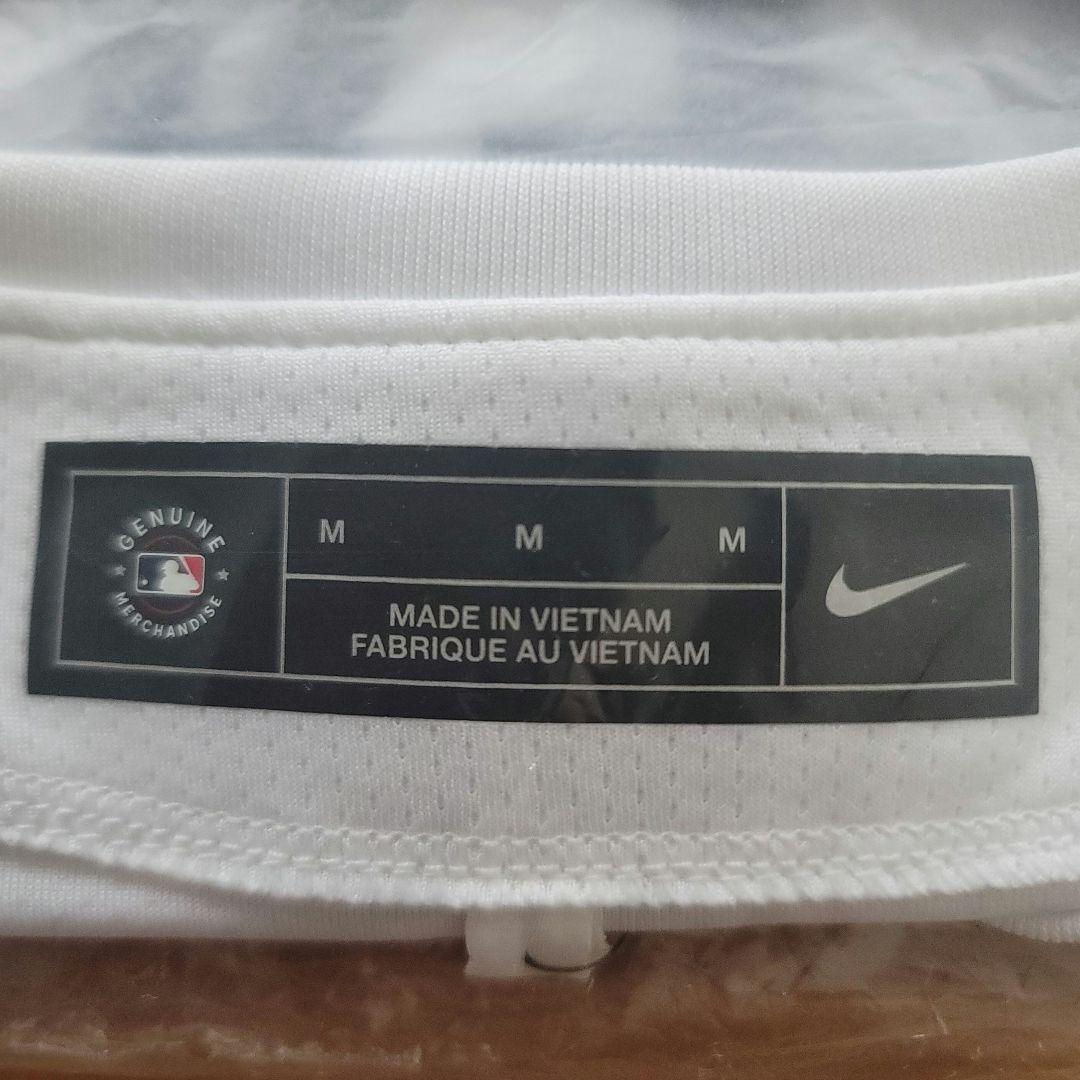 GENUINE
MERCHANDISE
M M M
MADE IN VIETNAM
FABRIQUE AU VIETNAM